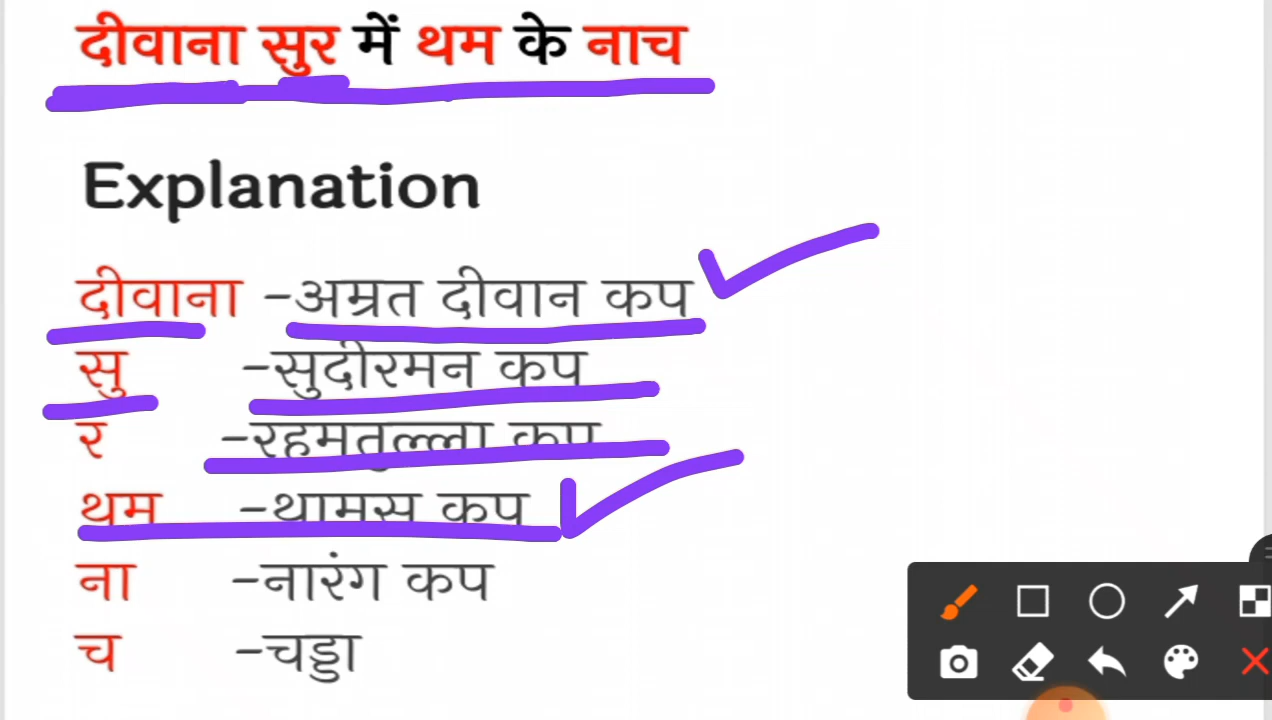 दीवाना सुर में थम के नाच
Explanation
दीवाना -अम्रत दीवान कप
सु -सुदीरमन कप
र -रहमतुल्ला कप
थम -थामस कप
ना -नारंग कप
च -चड्डा